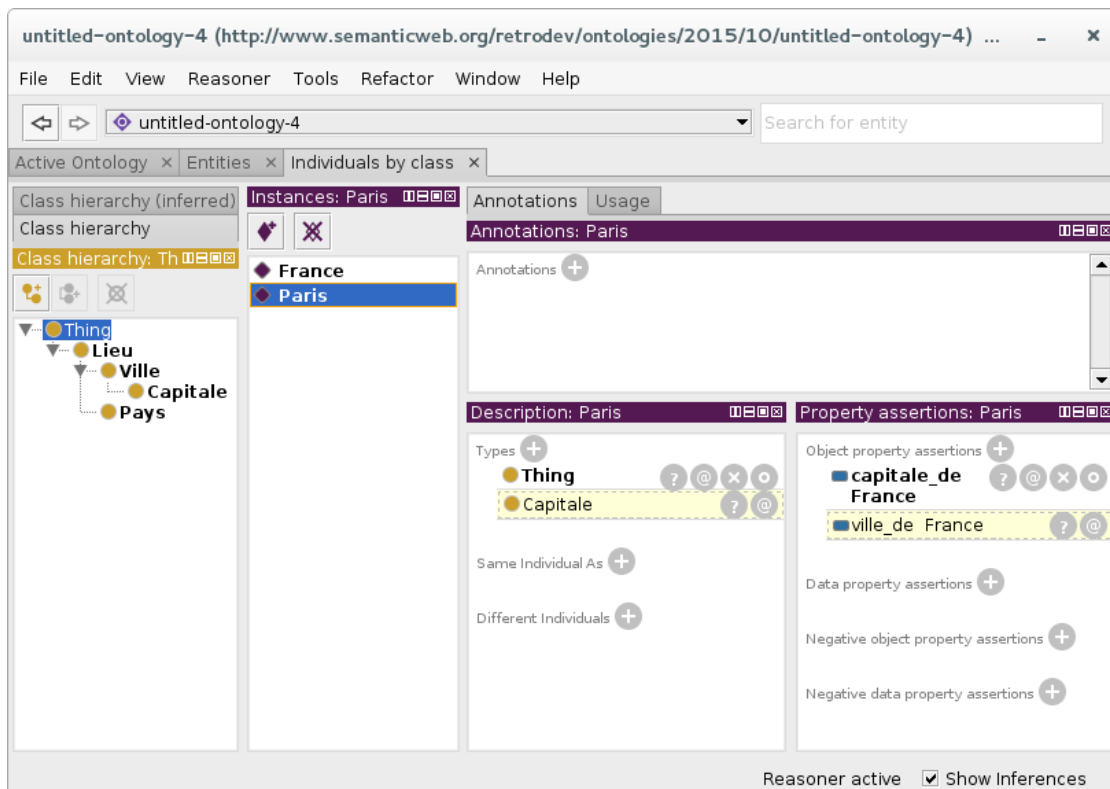 untitled-ontology-4 (http://www.semanticweb.org/retrodev/ontologies/2015/10/untitled-ontology-4) ...
File Edit View Reasoner Tools Refactor Window Help
untitled-ontology-4
Search for entity
Active Ontology
Entities
Individuals by class
Class hierarchy (inferred)
Class hierarchy
Class hierarchy: Th
Thing
Lieu
Ville
Capitale
Pays
Instances: Paris
France
Paris
Annotations
Usage
Annotations: Paris
Annotations
Description: Paris
Types
Thing
Capitale
Same Individual As
Different Individuals
Property assertions: Paris
Object property assertions
capitale_de
France
ville_de France
Data property assertions
Negative object property assertions
Negative data property assertions
Reasoner active
Show Inferences